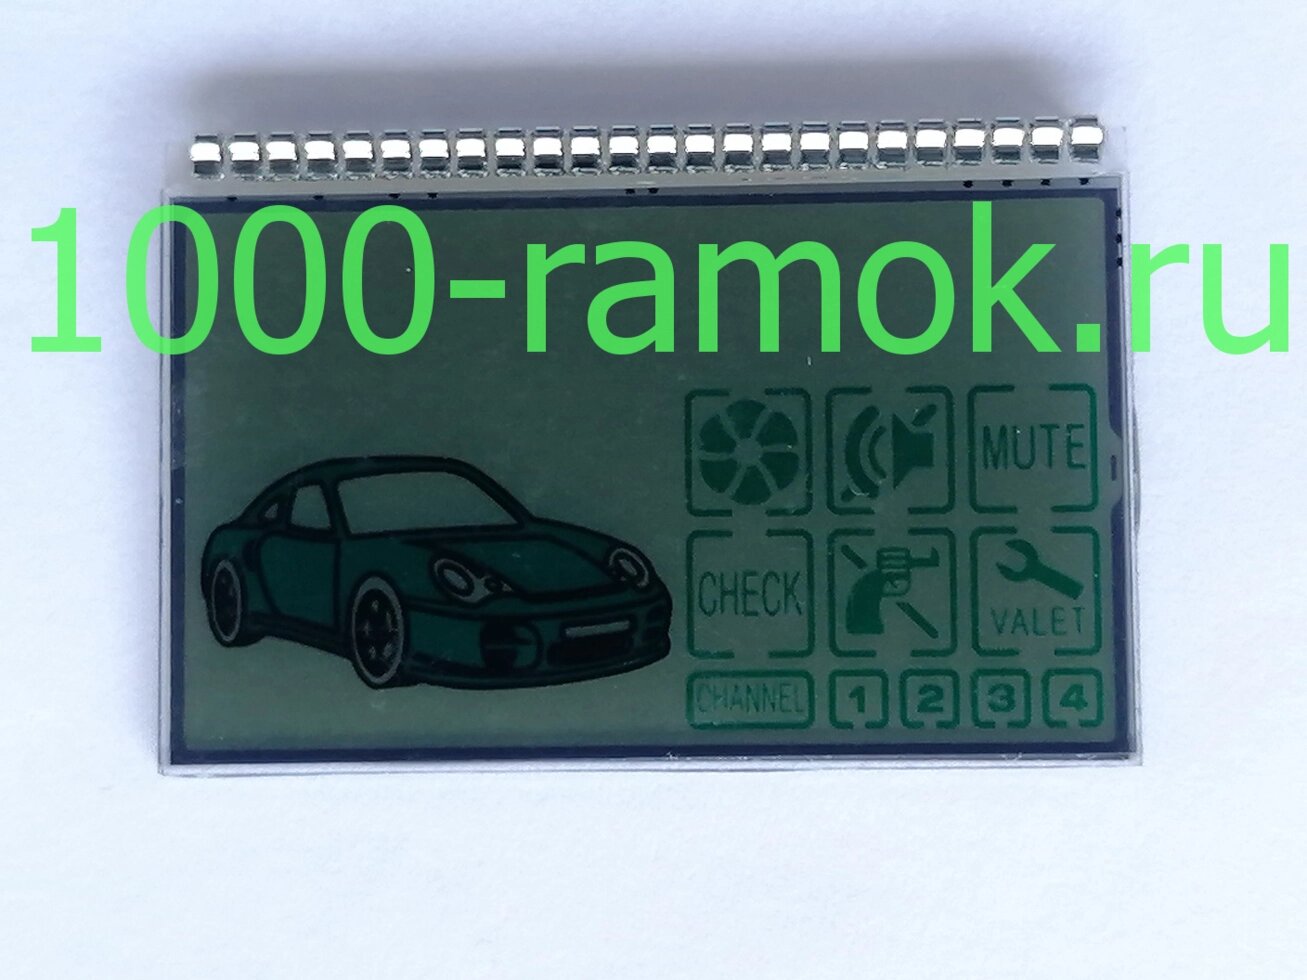 1000-ramok.ru
MUTE
CHECK
VALET
CHANNEL 1 2 3 4